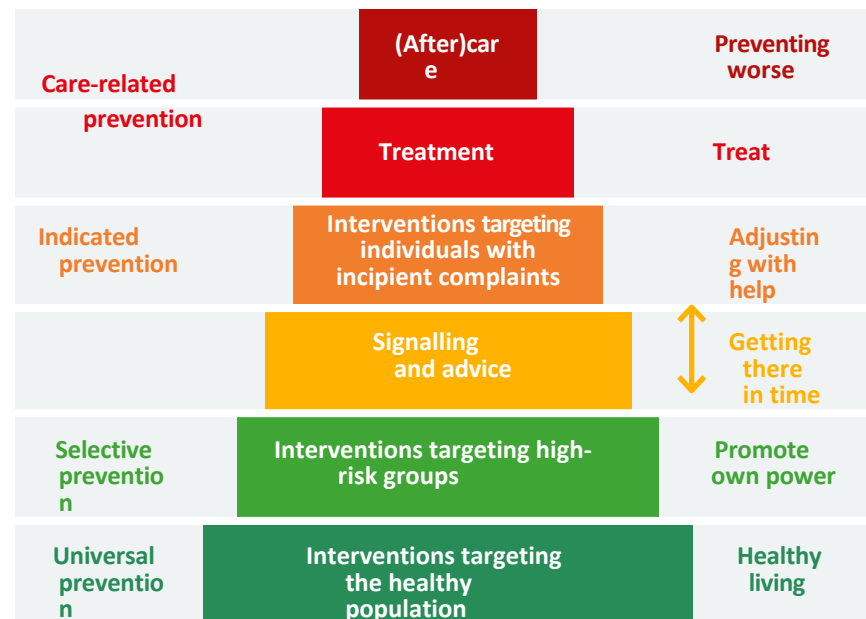 (After)car
e
Preventing
worse
Care-related
prevention
Treatment
Treat
Indicated
prevention
Interventions targeting
individuals with
incipient complaints
Adjustin
g with
help
Signalling
and advice
Getting
there
in time
Selective
preventio
n
Interventions targeting high-
risk groups
Promote
own power
Universal
preventio
n
Interventions targeting
the healthy
population
Healthy
living